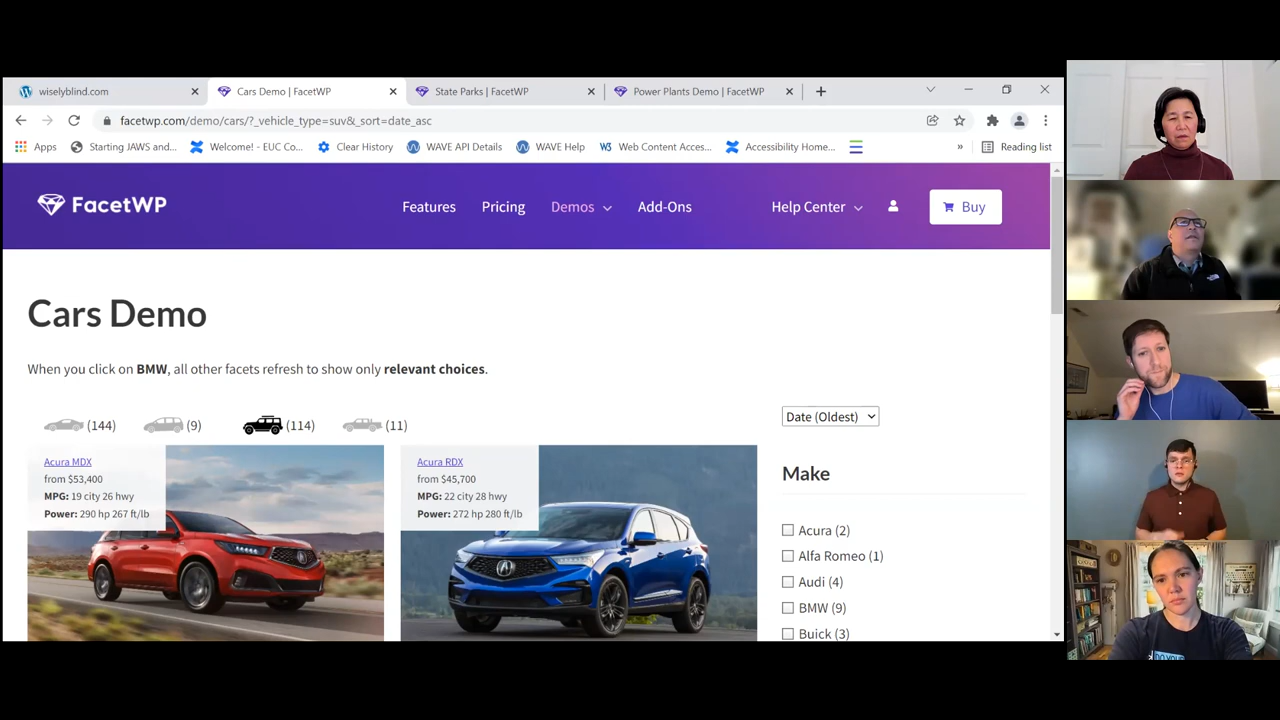 wiselyblind.com
Cars Demo | FacetWP
State Parks | FacetWP
Power Plants Demo | FacetWP
facetwp.com/demo/cars/?_vehicle_type=suv&_sort=date_asc
Apps
Starting JAWS and...
Welcome! - EUC Co...
Clear History
WAVE API Details
WAVE Help
W3 Web Content Acces...
Accessibility Home...
»
Reading list
FacetWP
Features
Pricing
Demos
Add-Ons
Help Center
Buy
Cars Demo
When you click on BMW, all other facets refresh to show only relevant choices.
(144)
(9)
(114)
(11)
Date (Oldest)
Acura MDX
from $53,400
MPG: 19 city 26 hwy
Power: 290 hp 267 ft/lb
Acura RDX
from $45,700
MPG: 22 city 28 hwy
Power: 272 hp 280 ft/lb
Make
Acura (2)
Alfa Romeo (1)
Audi (4)
BMW (9)
Buick (3)